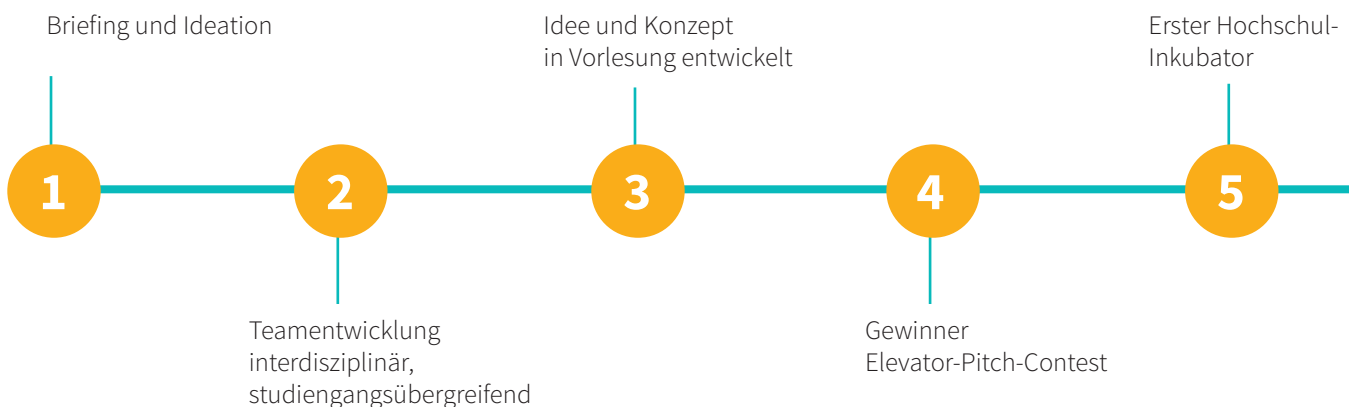 Briefing und Ideation
Idee und Konzept
in Vorlesung entwickelt
Erster Hochschul-
Inkubator
1
2
3
4
5
Teamentwicklung
interdisziplinär,
studiengangsübergreifend
Gewinner
Elevator-Pitch-Contest